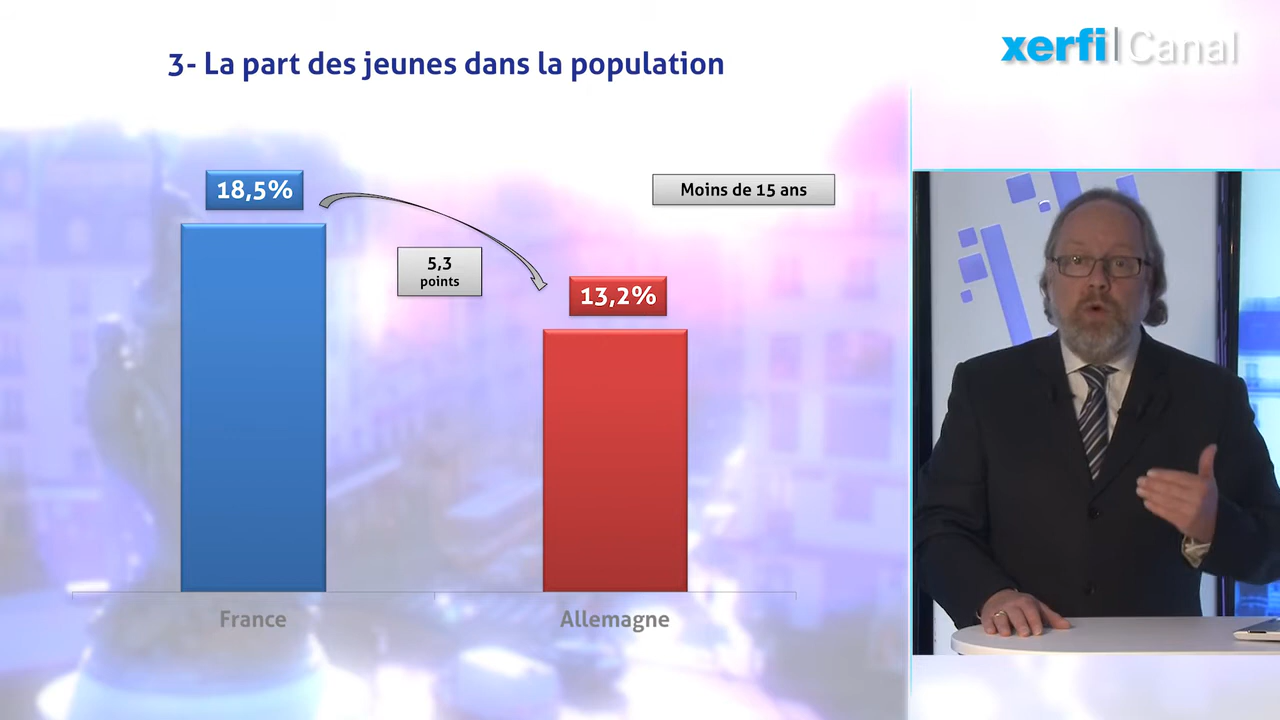 3- La part des jeunes dans la population
xerfi Canal
18,5%
Moins de 15 ans
5,3
points
13,2%
France
Allemagne